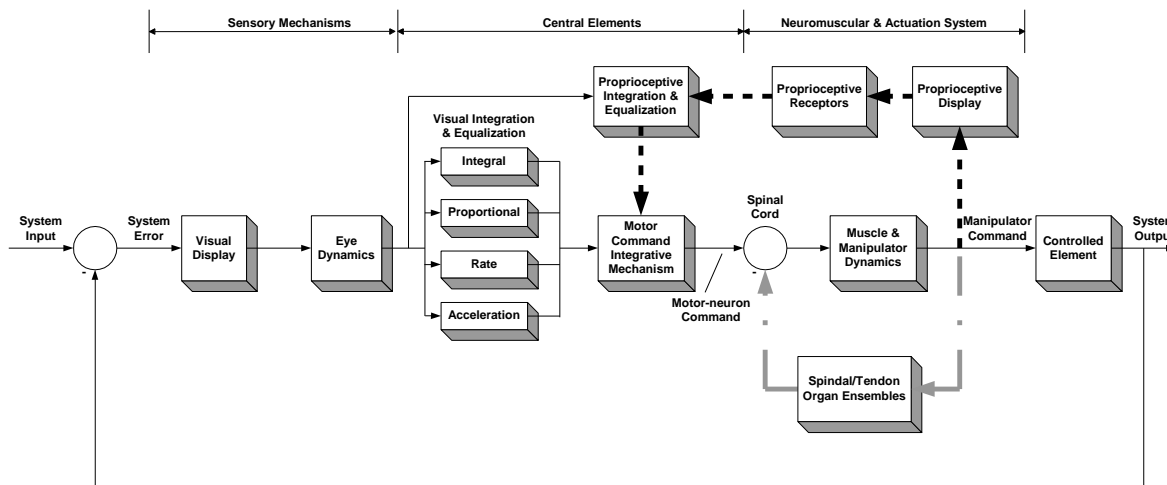 Sensory Mechanisms
Central Elements
Neuromuscular & Actuation System
Proprioceptive
Integration &
Equalization
Proprioceptive
Receptors
Proprioceptive
Display
Visual Integration
& Equalization
Integral
Proportional
Rate
Acceleration
System
Input
System
Error
-
Visual
Display
Eye
Dynamics
Motor
Command
Integrative
Mechanism
Motor-neuron
Command
Spinal
Cord
-
Muscle &
Manipulator
Dynamics
Manipulator
Command
Controlled
Element
System
Output
Spindal/Tendon
Organ Ensembles